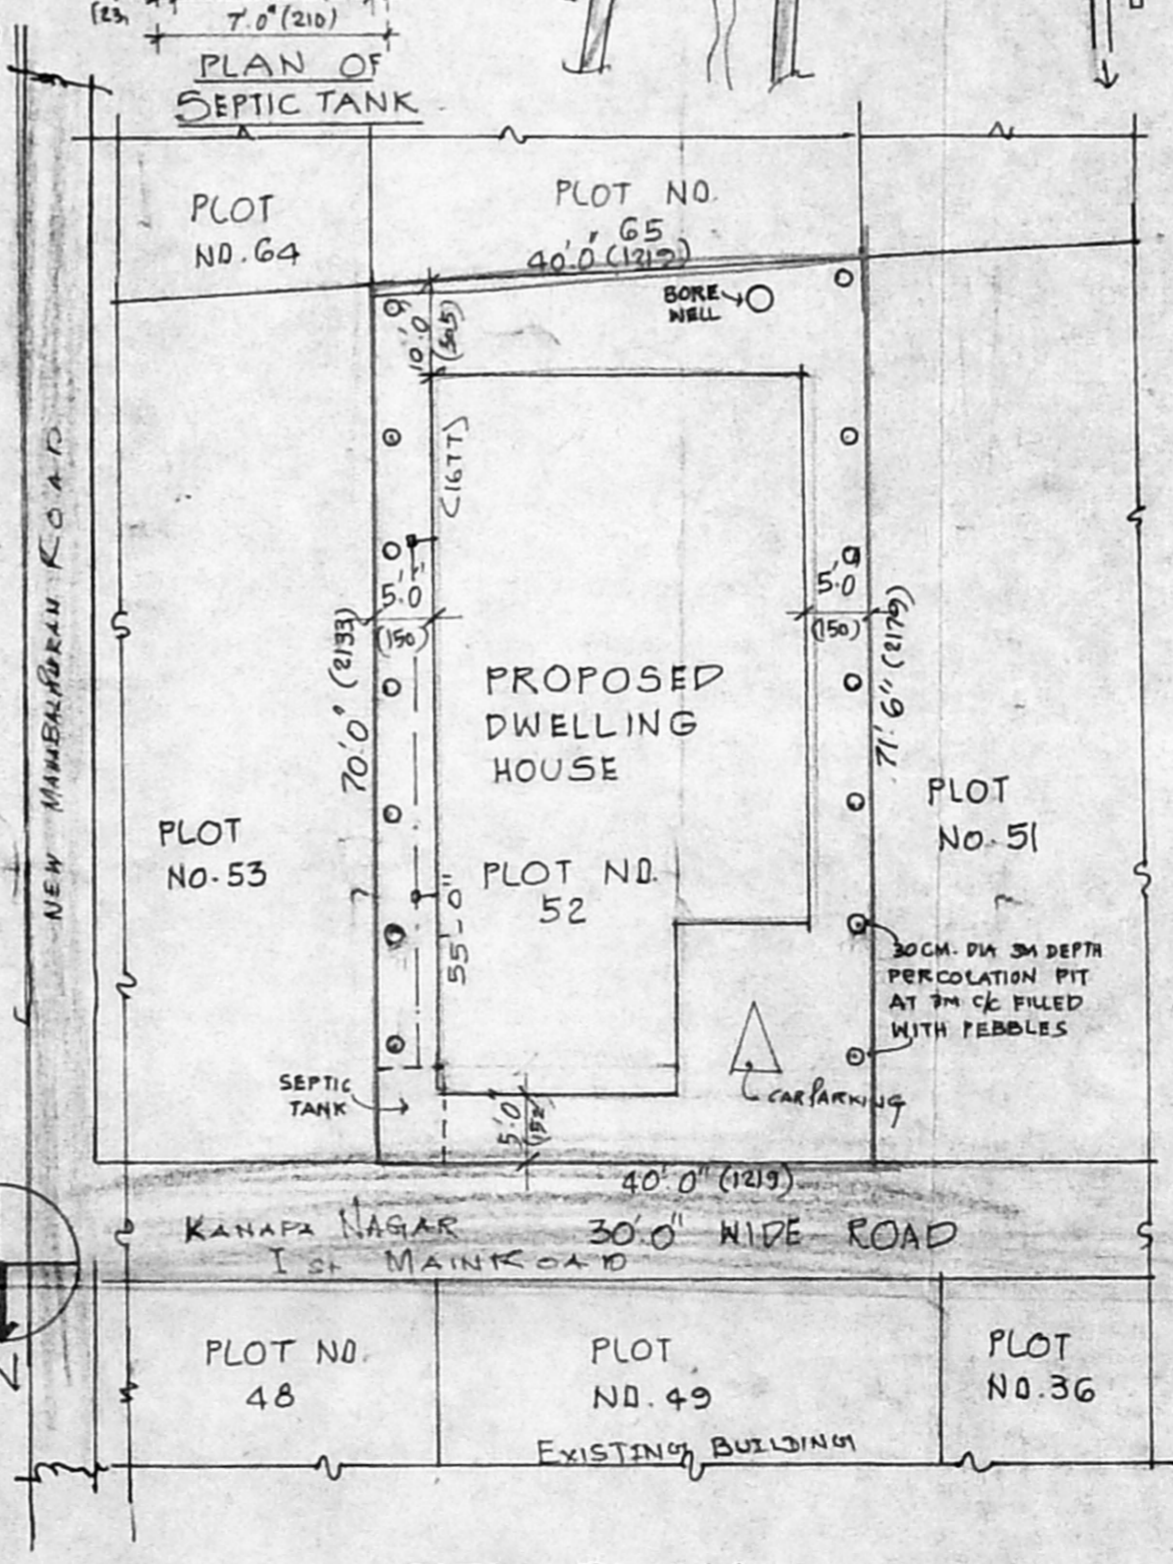 7'.0" (210)
PLAN OF
SEPTIC TANK
PLOT
NO.64
PLOT NO.
65
40'.0" (1219)
BORE
WELL
10'.0"
(305)
(1677)
5'.0"
(150)
5'.0
(150)
70'.0" (2133)
71'.6" (2179)
NEW MAMBALPURAM ROAD
PROPOSED
DWELLING
HOUSE
PLOT NO.
52
PLOT
NO.53
PLOT
NO.51
55-0"
30CM. DIA 3M DEPTH
PERCOLATION PIT
AT 3M C/C FILLED
WITH PEBBLES
SEPTIC
TANK
CAR PARKING
5'.0"
(152)
40'.0" (1219)
KANAPA NAGAR
30'.0" WIDE ROAD
I st MAIN ROAD
PLOT NO.
48
PLOT
NO.49
PLOT
NO.36
EXISTING BUILDING